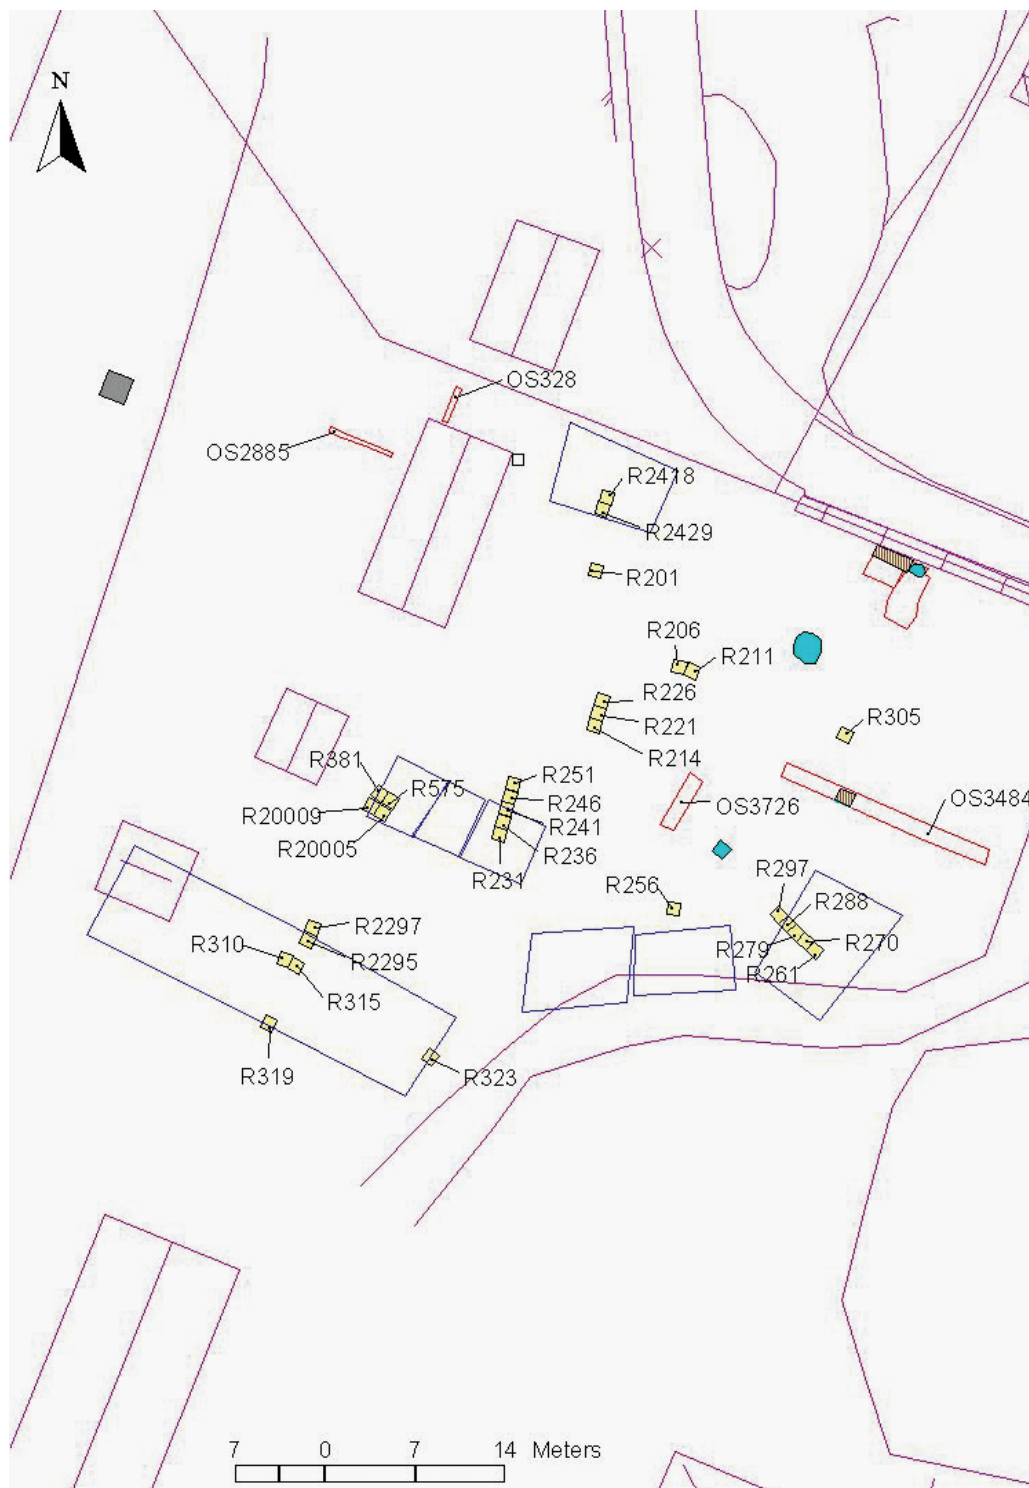 N
OS328
OS2885
R2418
R2429
R201
R206
R211
R226
R221
R214
R305
R381
R575
R251
R246
R241
R236
R231
R20009
R20005
OS3726
OS3484
R256
R297
R288
R279
R270
R261
R2297
R2295
R310
R315
R319
R323
7 0 7 14 Meters